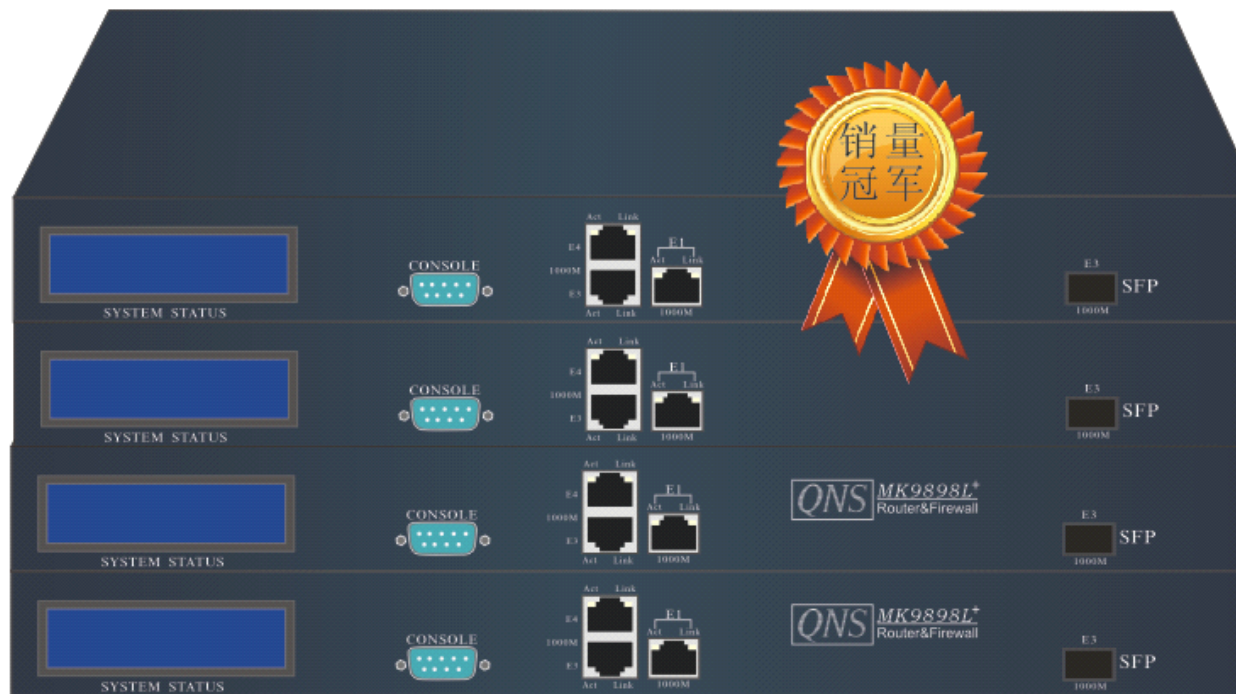 销量
冠军
Act Link
E4
1000M
E3
Act Link
E1
Act Link
1000M
CONSOLE
SYSTEM STATUS
E3
SFP
1000M
Act Link
E4
1000M
E3
Act Link
E1
Act Link
1000M
CONSOLE
SYSTEM STATUS
E3
SFP
1000M
Act Link
E4
1000M
E3
Act Link
E1
Act Link
1000M
CONSOLE
SYSTEM STATUS
QNS MK9898L+
Router&Firewall
E3
SFP
1000M
Act Link
E4
1000M
E3
Act Link
E1
Act Link
1000M
CONSOLE
SYSTEM STATUS
QNS MK9898L+
Router&Firewall
E3
SFP
1000M